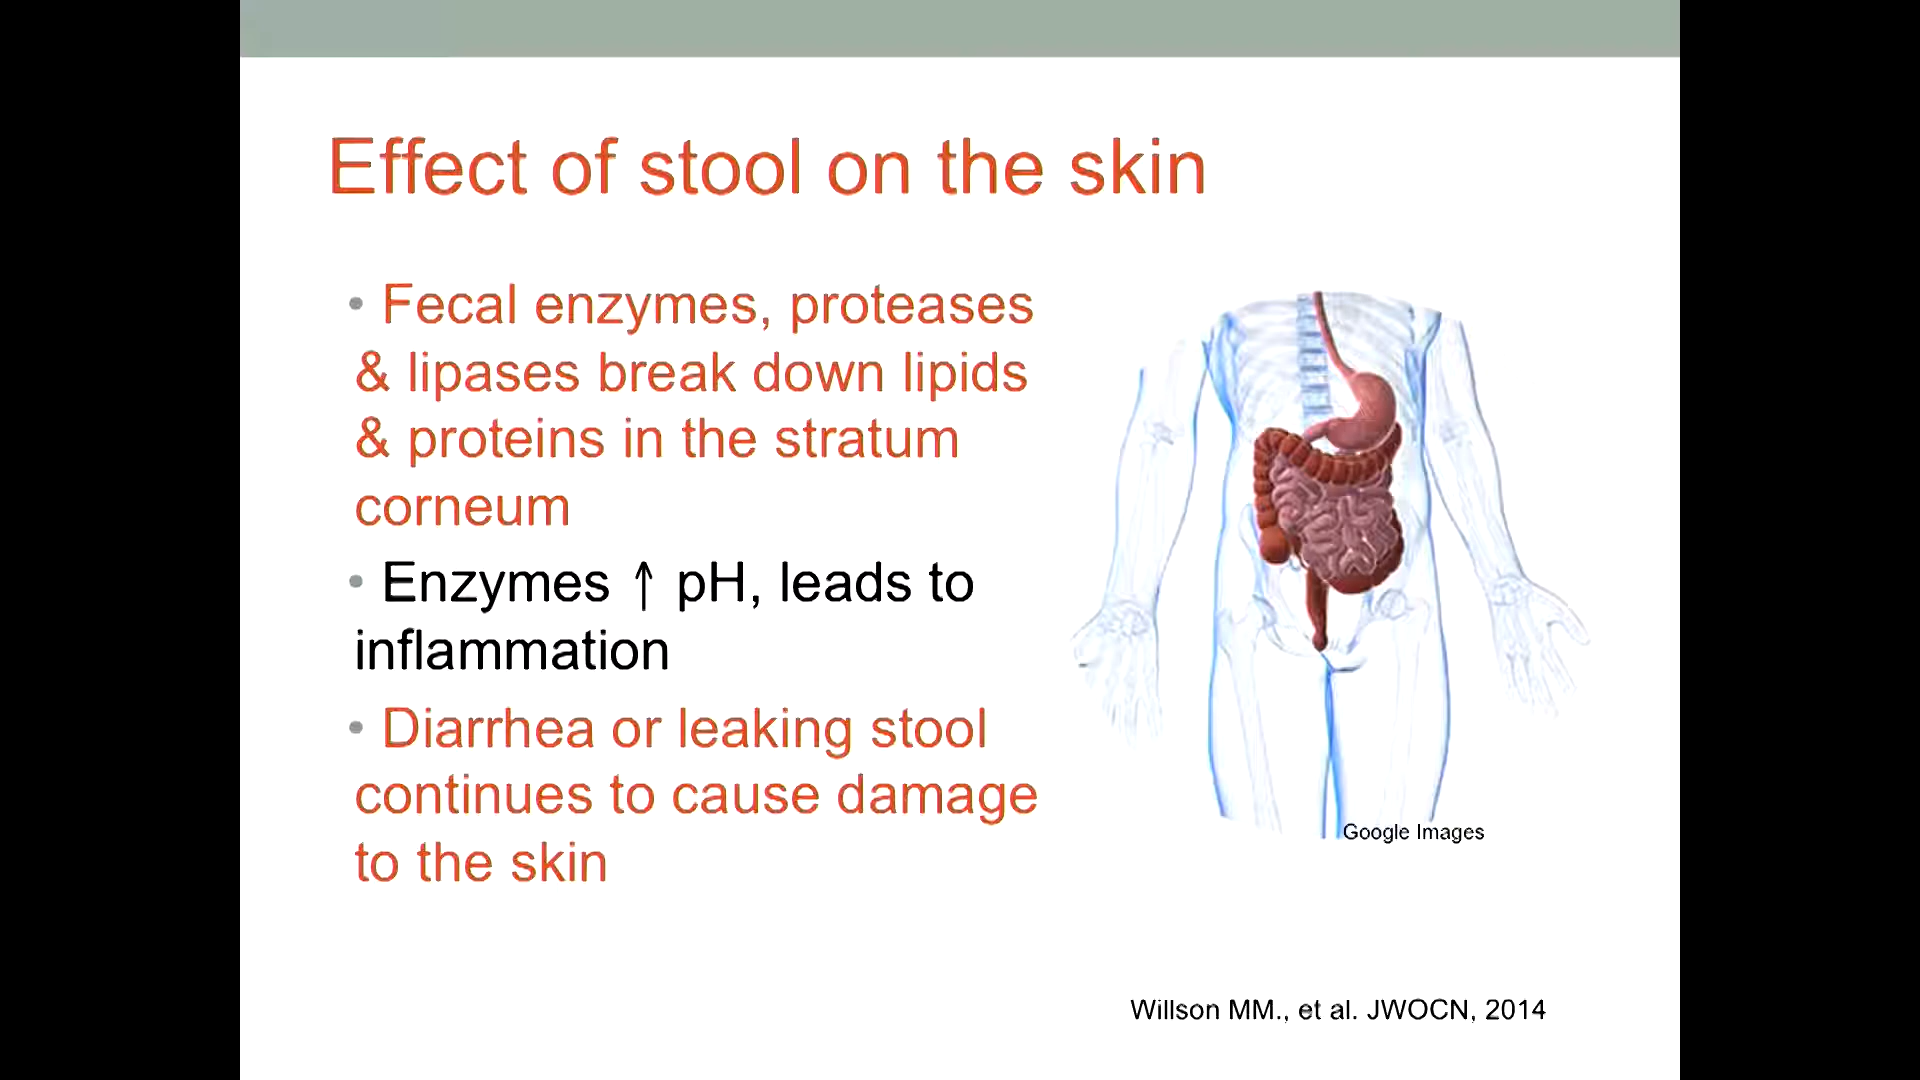 Effect of stool on the skin
• Fecal enzymes, proteases
& lipases break down lipids
& proteins in the stratum
corneum
• Enzymes ↑ pH, leads to
inflammation
• Diarrhea or leaking stool
continues to cause damage
to the skin
Google Images
Willson MM., et al. JWOCN, 2014